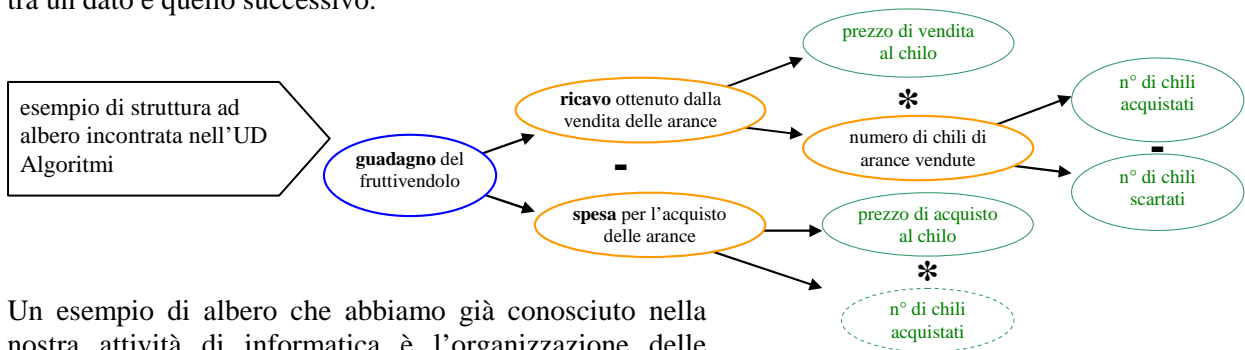 tra un dato e quello successivo.
prezzo di vendita
al chilo
esempio di struttura ad
albero incontrata nell'UD
Algoritmi
ricavo ottenuto dalla
vendita delle arance
*
n° di chili
acquistati
guadagno del
fruttivendolo
-
numero di chili di
arance vendute
-
n° di chili
scartati
spesa per l'acquisto
delle arance
prezzo di acquisto
al chilo
*
n° di chili
acquistati
Un esempio di albero che abbiamo già conosciuto nella
nostra attività di informatica è l'organizzazione delle